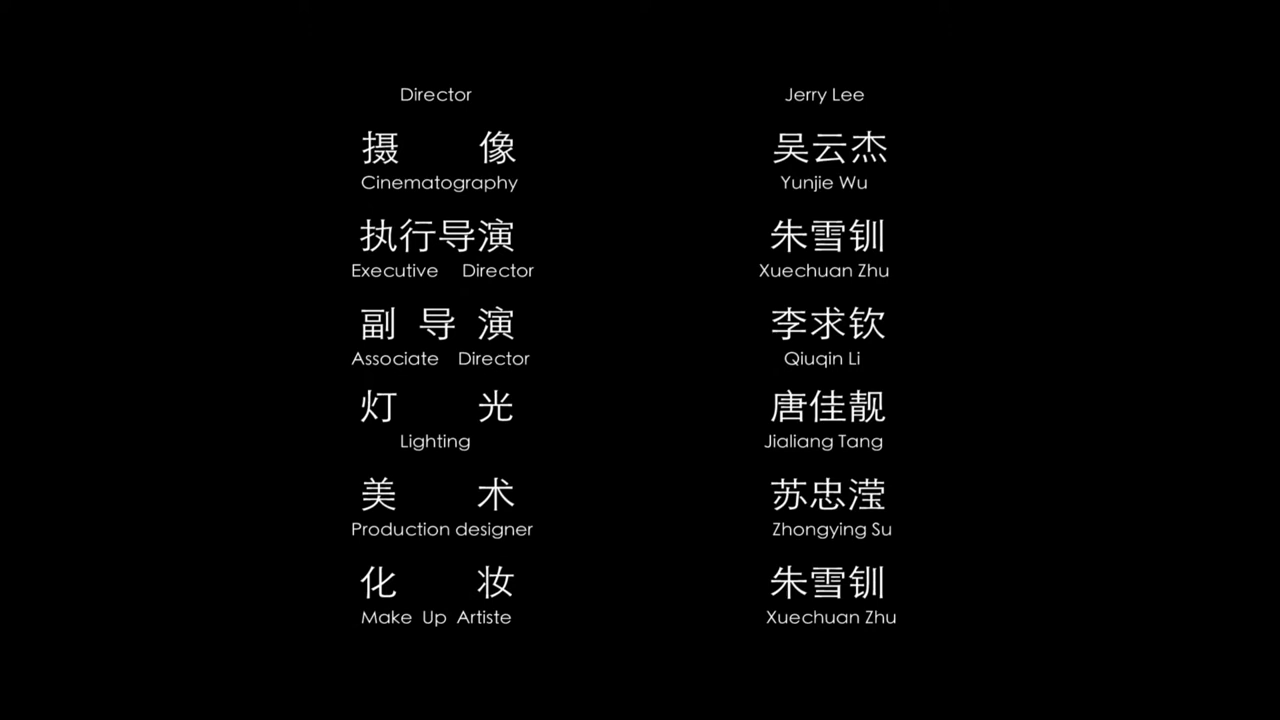 Director Jerry Lee
摄 像 吴云杰
Cinematography Yunjie Wu
执行导演 朱雪钏
Executive Director Xuechuan Zhu
副 导 演 李求钦
Associate Director Qiuqin Li
灯 光 唐佳靓
Lighting Jialiang Tang
美 术 苏忠滢
Production designer Zhongying Su
化 妆 朱雪钏
Make Up Artiste Xuechuan Zhu